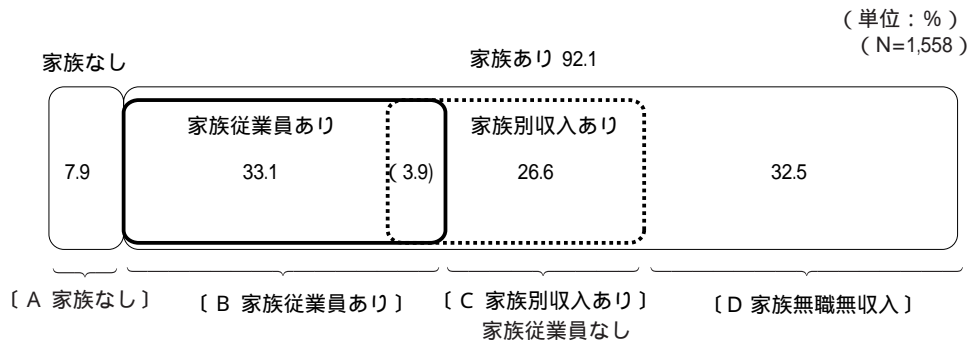 (単位:%)
(N=1,558)
家族なし
家族あり 92.1
家族従業員あり
家族別収入あり
7.9
33.1
(3.9)
26.6
32.5
〔A 家族なし〕
〔B 家族従業員あり〕
〔C 家族別収入あり〕
家族従業員なし
〔D 家族無職無収入〕